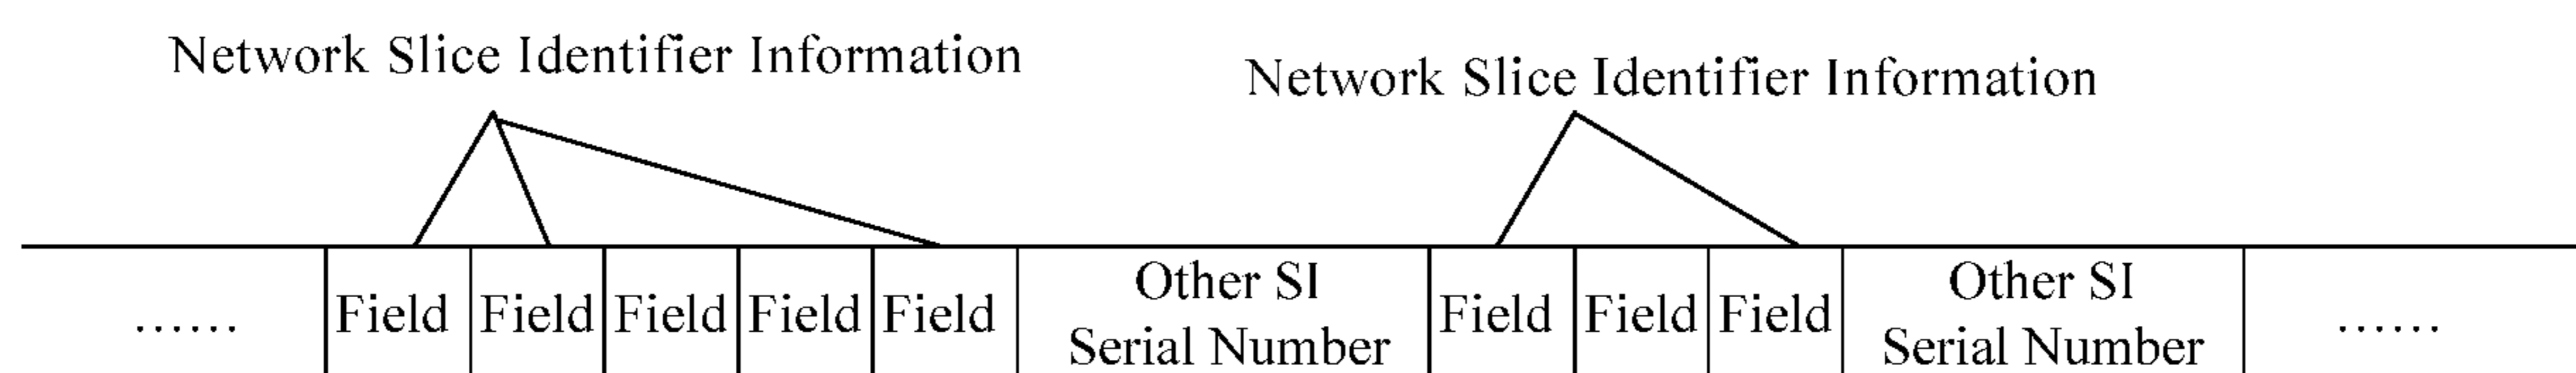 Network Slice Identifier Information
Network Slice Identifier Information
...... Field Field Field Field Field Other SI Serial Number Field Field Field Other SI Serial Number ......